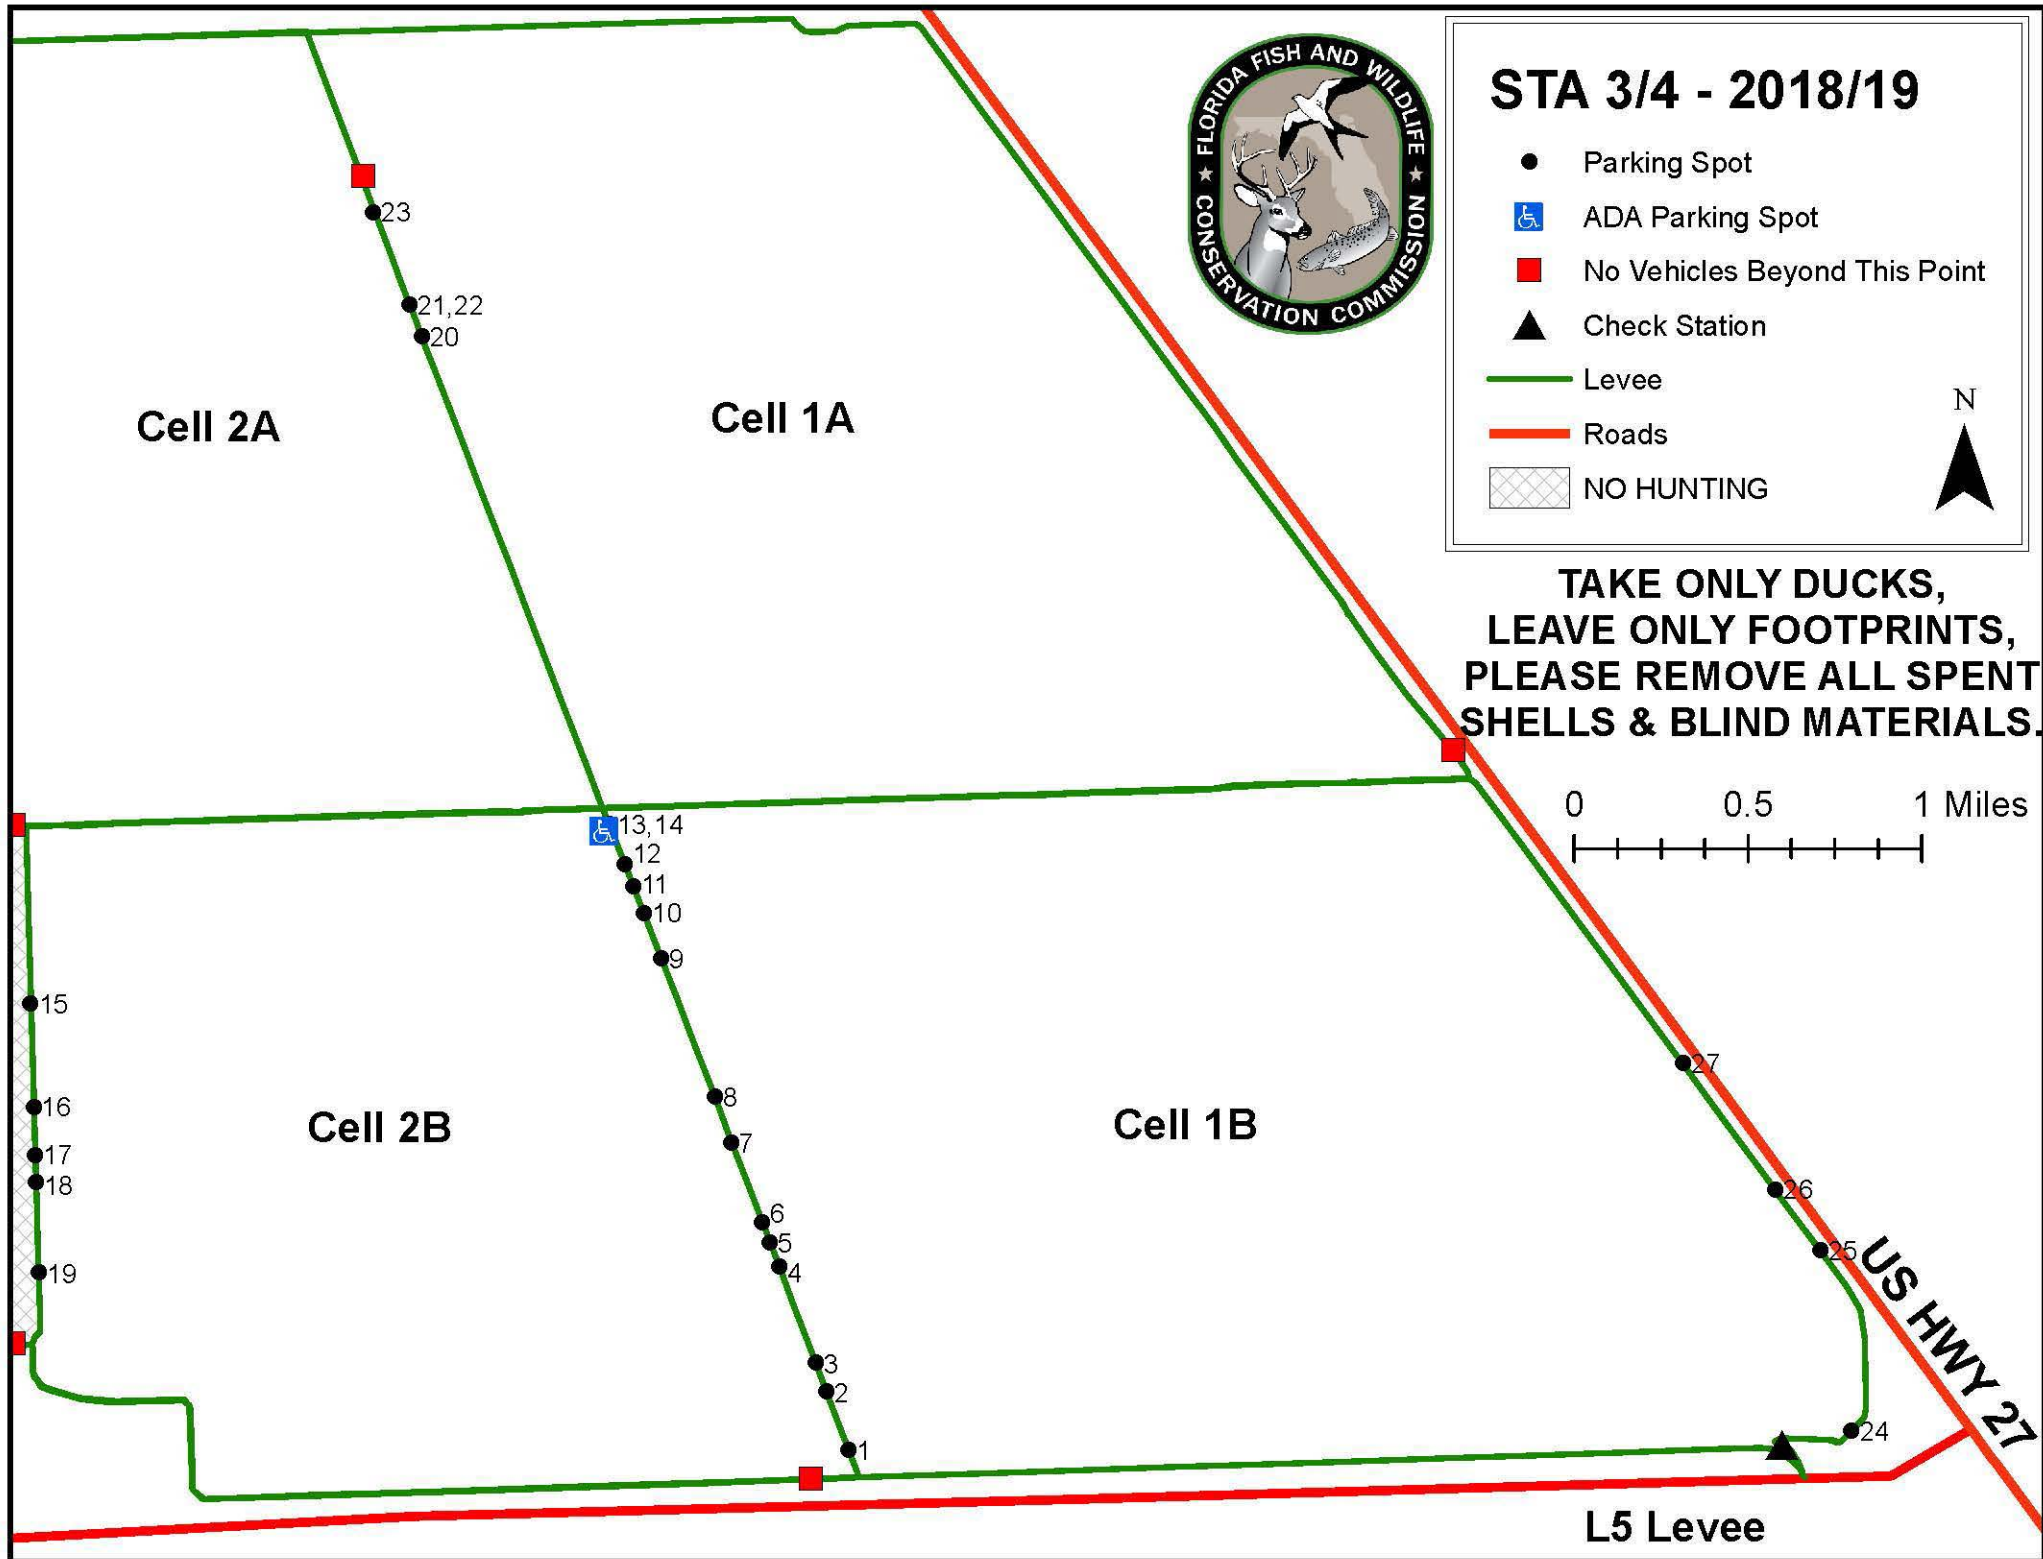 STA 3/4 - 2018/19
Parking Spot
ADA Parking Spot
No Vehicles Beyond This Point
Check Station
Levee
Roads
NO HUNTING
N
FLORIDA FISH AND WILDLIFE
CONSERVATION COMMISSION
TAKE ONLY DUCKS,
LEAVE ONLY FOOTPRINTS,
PLEASE REMOVE ALL SPENT
SHELLS & BLIND MATERIALS.
0 0.5 1 Miles
23
21,22
20
Cell 2A
Cell 1A
13,14
12
11
10
9
15
16
17
18
19
Cell 2B
8
7
6
5
4
3
2
1
Cell 1B
27
26
25
24
US HWY 27
L5 Levee